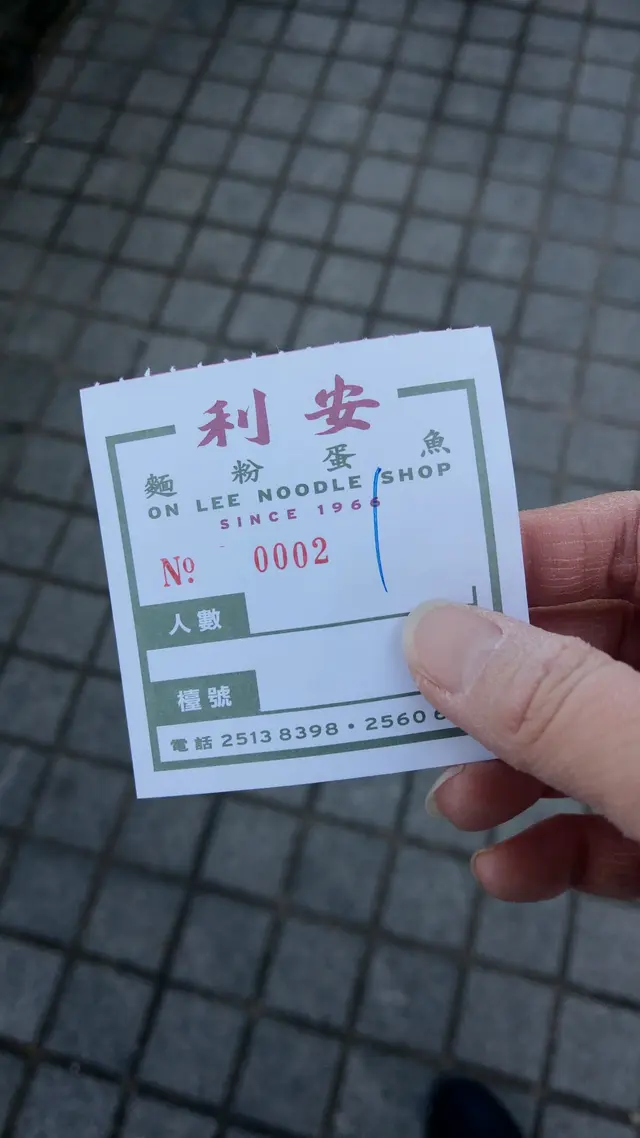 利 安
麵 粉 蛋 魚
ON LEE NOODLE SHOP
SINCE 1966
No 0002
人數
檯號
電話 2513 8398 • 2560